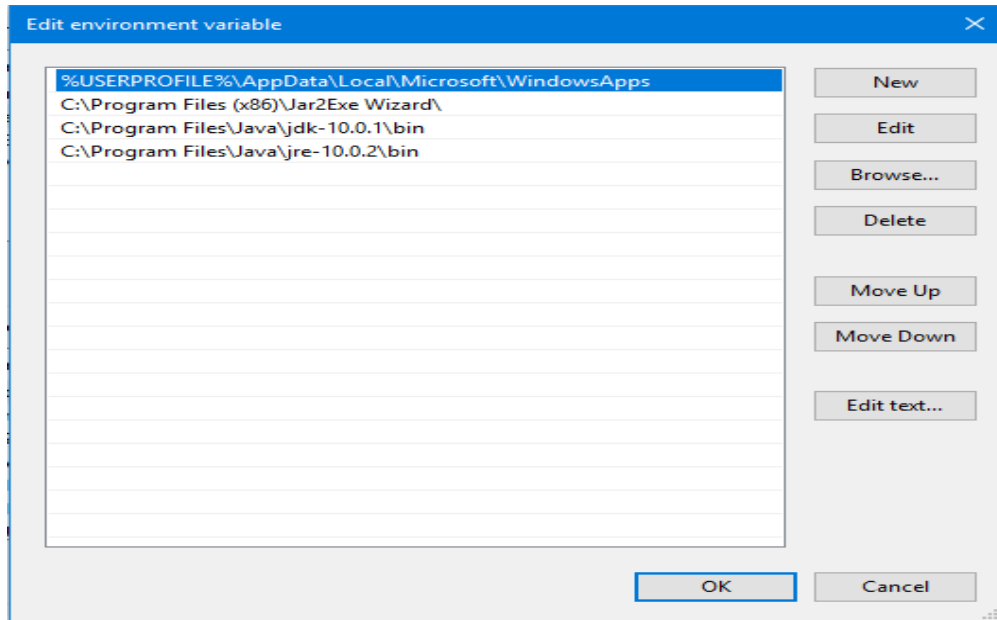 Edit environment variable
%USERPROFILE%\AppData\Local\Microsoft\WindowsApps
C:\Program Files (x86)\Jar2Exe Wizard\
C:\Program Files\Java\jdk-10.0.1\bin
C:\Program Files\Java\jre-10.0.2\bin
New
Edit
Browse...
Delete
Move Up
Move Down
Edit text...
OK
Cancel